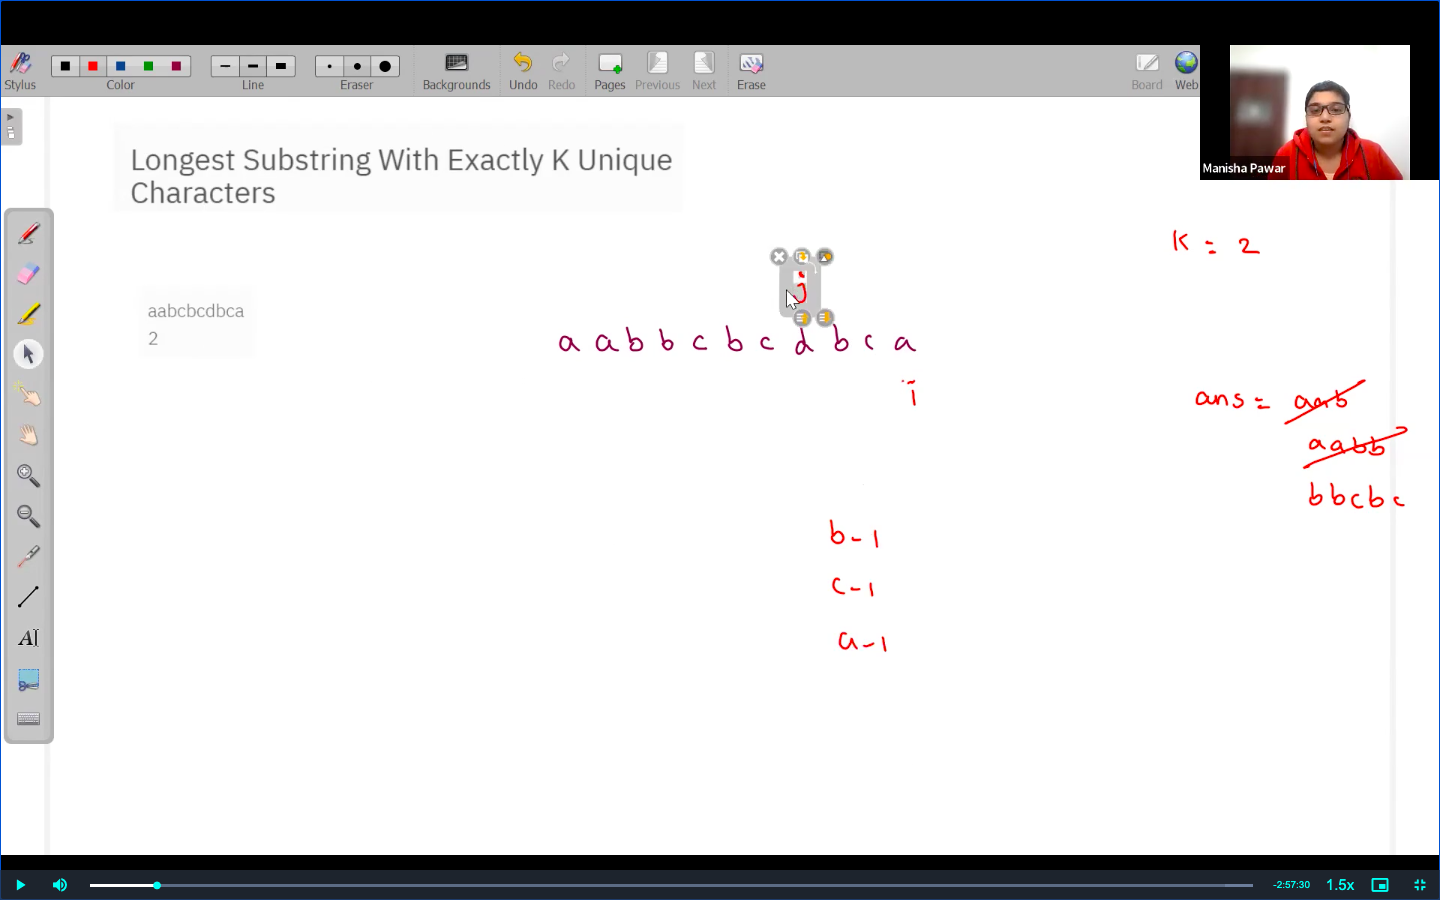 Stylus
Color
Line
Eraser
Backgrounds
Undo
Redo
Pages
Previous
Next
Erase
Board
Web
Manisha Pawar
Longest Substring With Exactly K Unique
Characters
K = 2
j
aabcbcdbca
2
a a b b c b c d b c a
i
ans = aab
aabb
bbcbc
b-1
c-1
a-1
AI
-2:57:30
1.5x